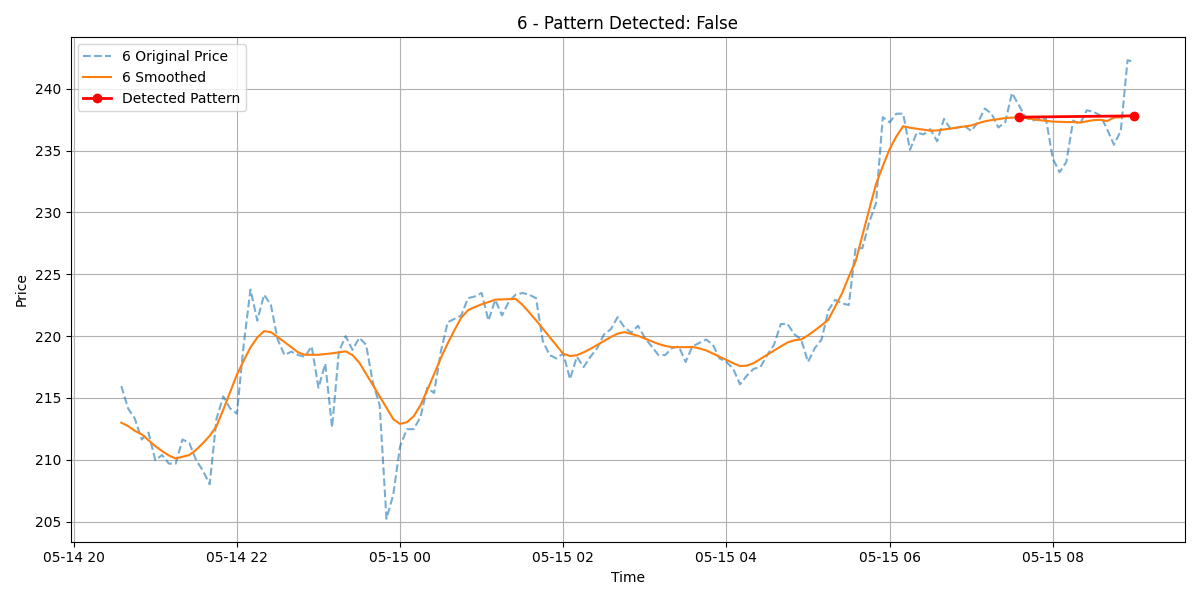 6 - Pattern Detected: False
6 Original Price
6 Smoothed
Detected Pattern
Price
240
235
230
225
220
215
210
205
05-14 20
05-14 22
05-15 00
05-15 02
05-15 04
05-15 06
05-15 08
Time